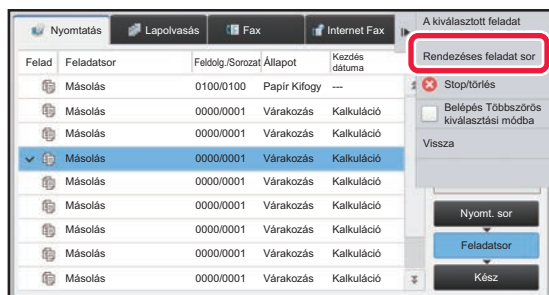 Nyomtatás Lapolvasás Fax Internet Fax
Felad Feladatsor Feldolg./Sorozat Állapot Kezdés dátuma
Másolás 0100/0100 Papír Kifogy ---
Másolás 0000/0001 Várakozás Kalkuláció
Másolás 0000/0001 Várakozás Kalkuláció
Másolás 0000/0001 Várakozás Kalkuláció
Másolás 0000/0001 Várakozás Kalkuláció
Másolás 0000/0001 Várakozás Kalkuláció
Másolás 0000/0001 Várakozás Kalkuláció
Másolás 0000/0001 Várakozás Kalkuláció
Másolás 0000/0001 Várakozás Kalkuláció
A kiválasztott feladat
Rendezéses feladat sor
Stop/törlés
Belépés Többszörös
kiválasztási módba
Vissza
Nyomt. sor
Feladatsor
Kész